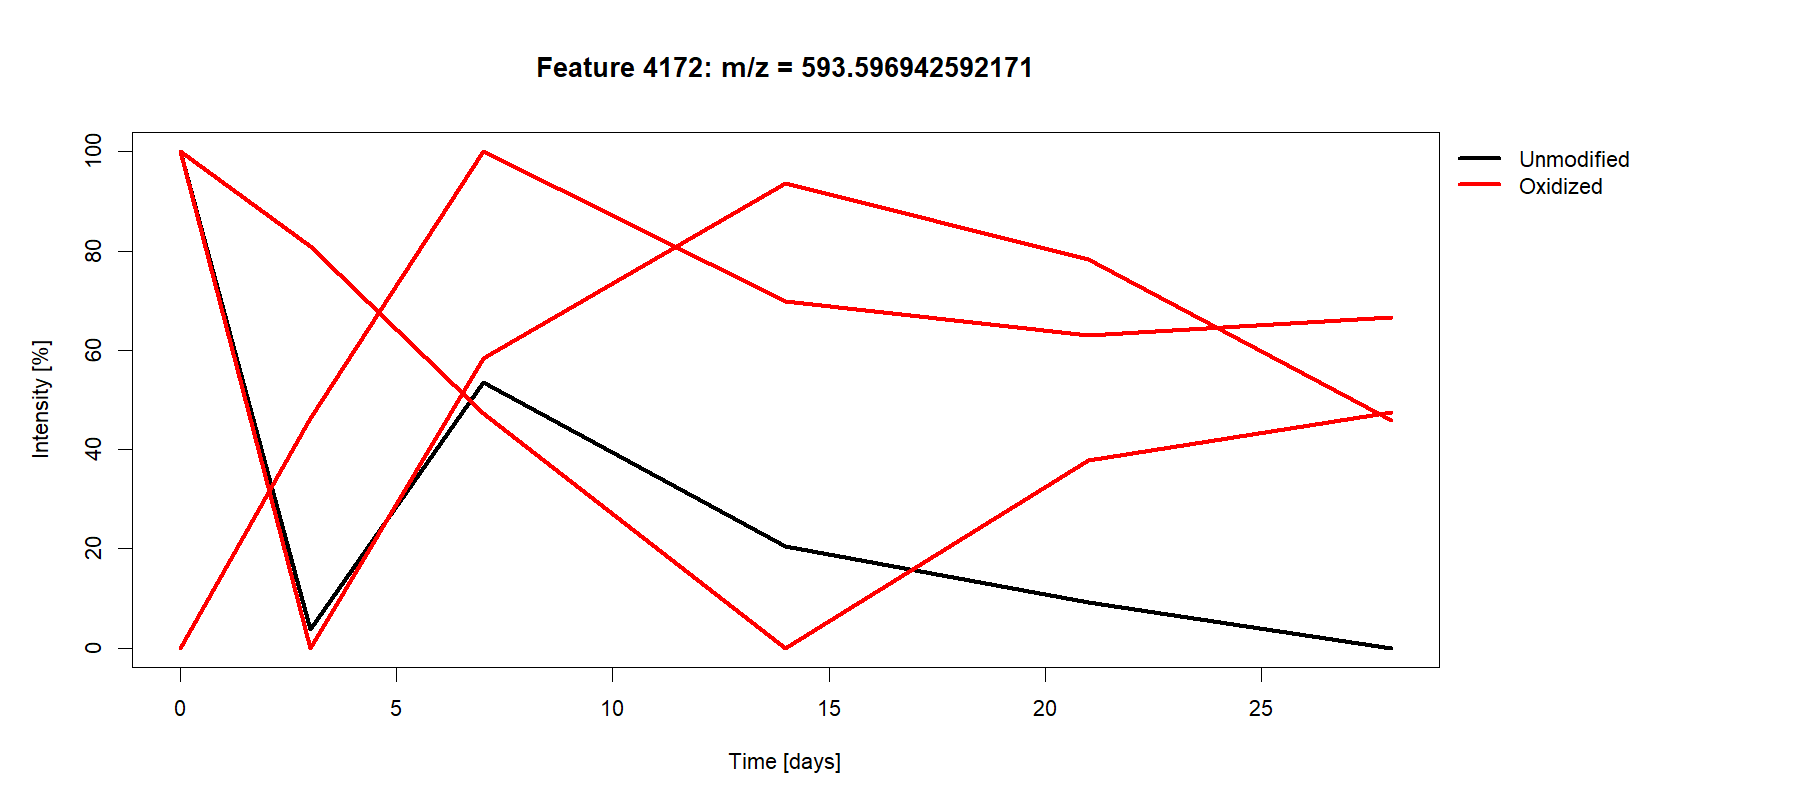 Feature 4172: m/z = 593.596942592171
Unmodified
Oxidized
100
80
60
40
20
0
Intensity [%]
0 5 10 15 20 25
Time [days]